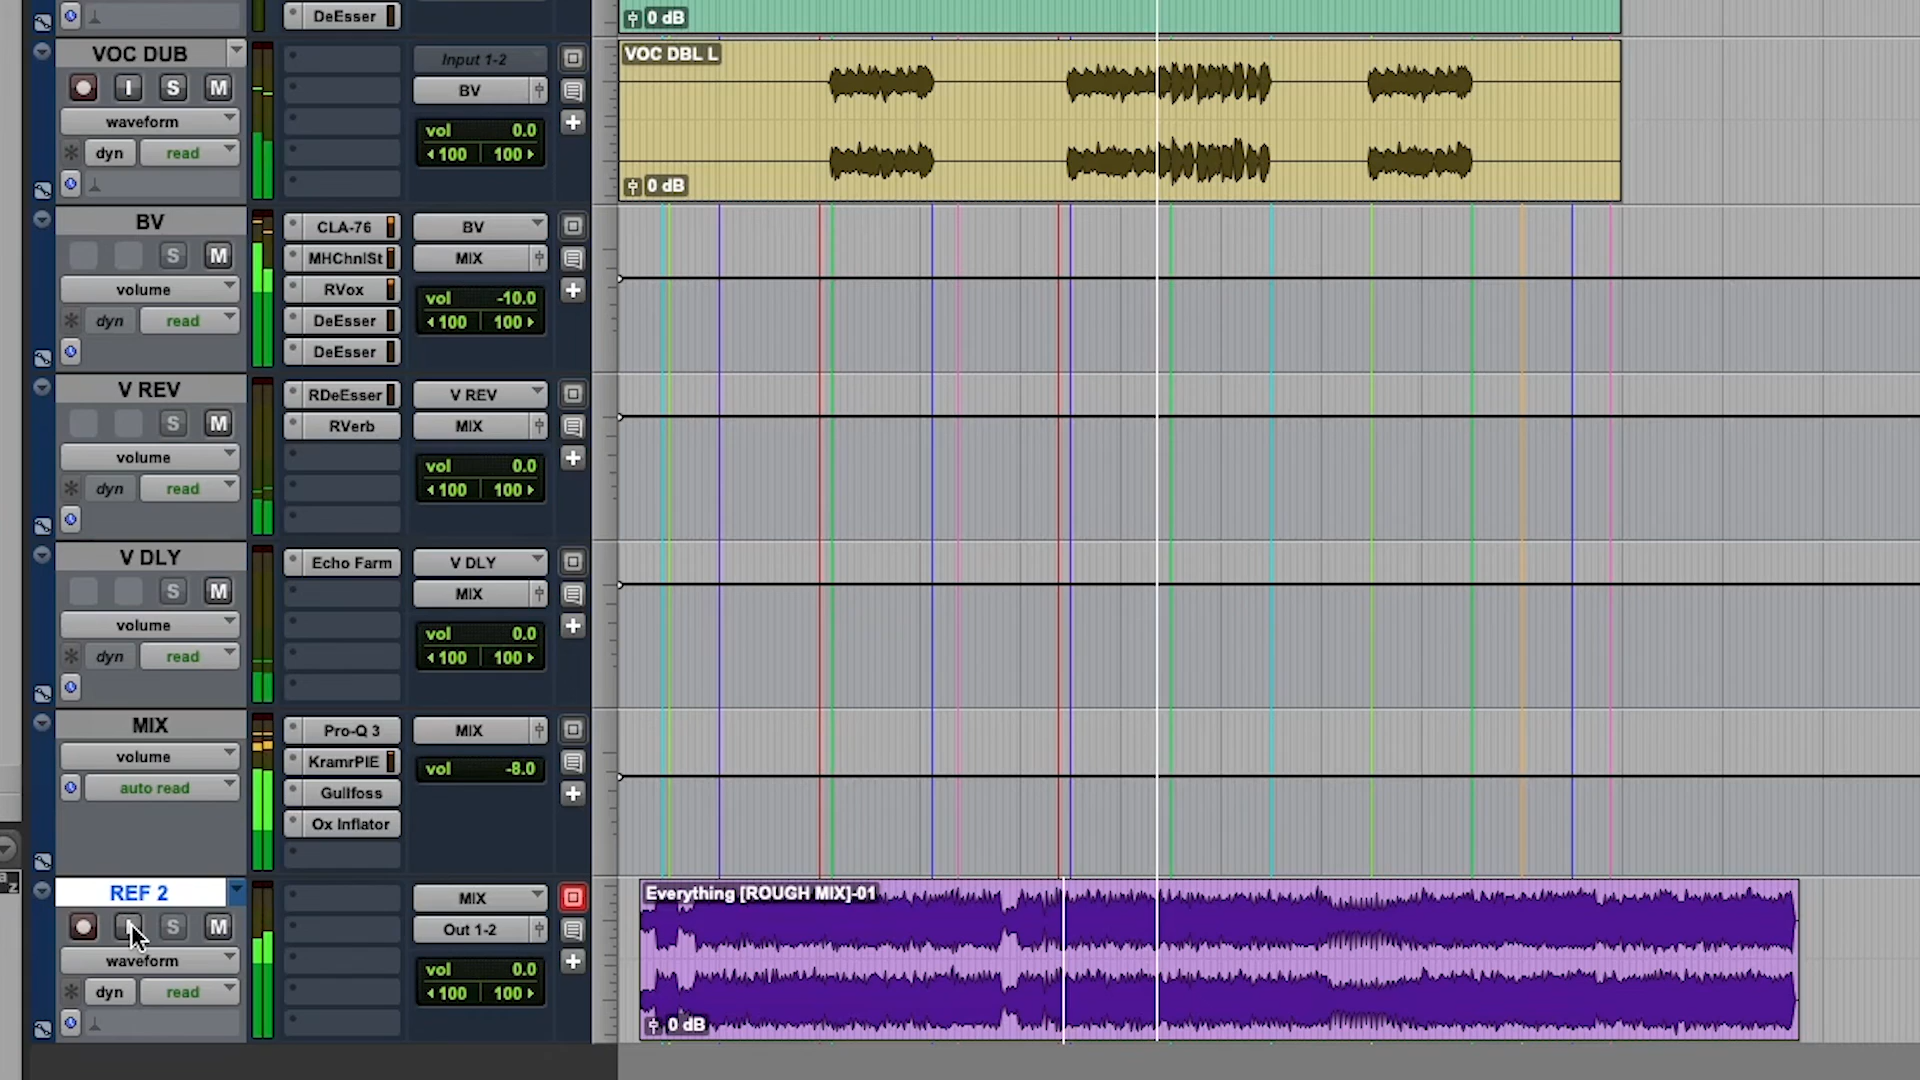 DeEsser
0 dB
VOC DUB
I S M
waveform
dyn read
Input 1-2
BV
vol 0.0
100 100
VOC DBL L
0 dB
BV
S M
volume
dyn read
CLA-76
MHChnlSt
RVox
DeEsser
DeEsser
BV
MIX
vol -10.0
100 100
V REV
S M
volume
dyn read
RDeEsser
RVerb
V REV
MIX
vol 0.0
100 100
V DLY
S M
volume
dyn read
Echo Farm
V DLY
MIX
vol 0.0
100 100
MIX
volume
auto read
Pro-Q 3
KramrPIE
Gullfoss
Ox Inflator
MIX
vol -8.0
a
z
REF 2
S M
waveform
dyn read
MIX
Out 1-2
vol 0.0
100 100
Everything [ROUGH MIX]-01
0 dB